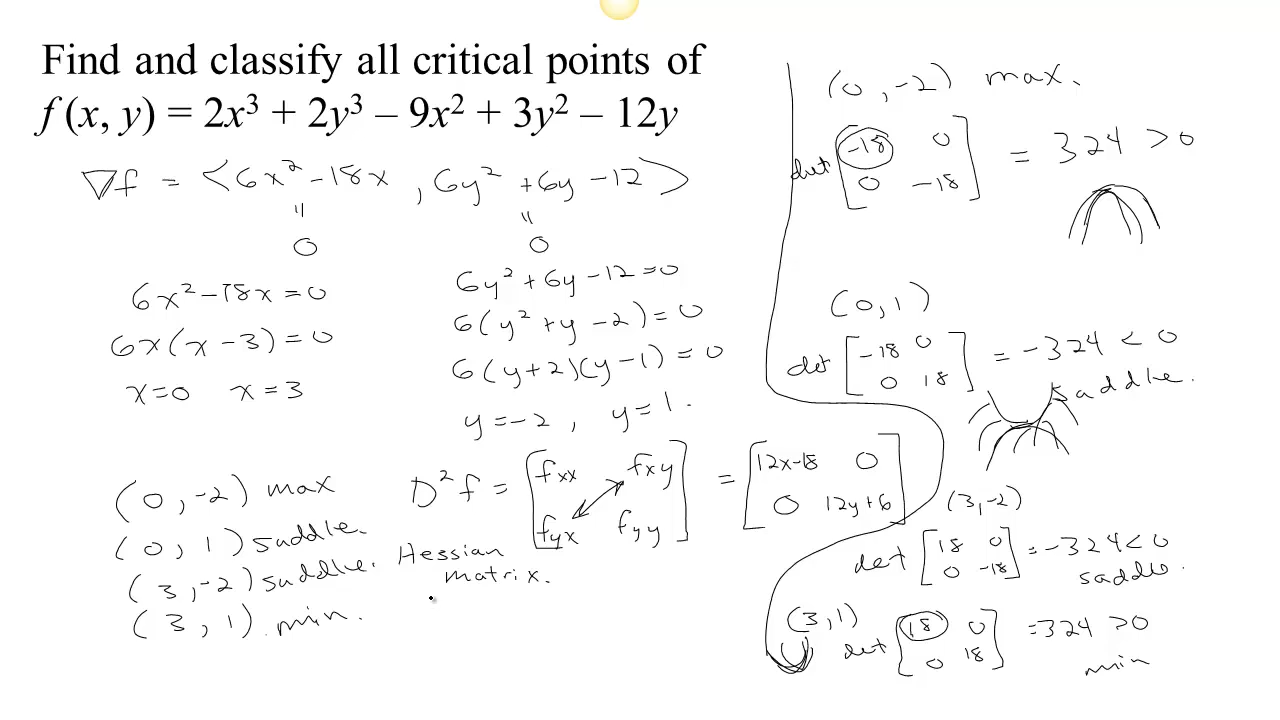 Find and classify all critical points of
f (x, y) = 2x³ + 2y³ – 9x² + 3y² – 12y
∇f = <6x² -18x , 6y² +6y -12>
"
0
"
0
6x² -18x = 0
6x(x - 3) = 0
x=0 x=3
6y² + 6y -12 = 0
6(y² + y - 2) = 0
6(y+2)(y-1) = 0
y = -2 , y = 1.
(0, -2) max
(0, 1) saddle.
(3, -2) saddle.
(3, 1) min.
D²f = [fxx fxy
fyx fyy] = [12x-18 0
0 12y+6]
Hessian
matrix.
(0, -2) max.
det [-18 0
0 -18] = 324 > 0
(0, 1)
det [-18 0
0 18] = -324 < 0
saddle.
(3, -2)
det [18 0
0 -18] = -324 < 0
saddle.
(3, 1)
det [18 0
0 18] = 324 > 0
min